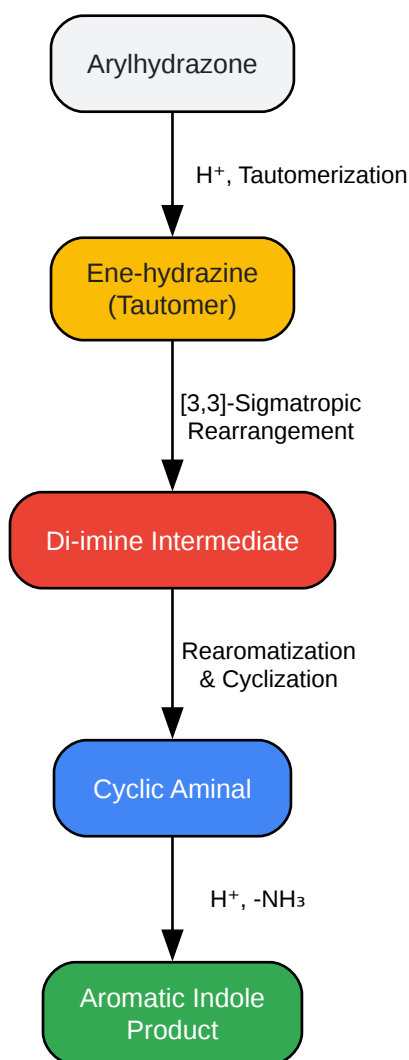 Arylhydrazone
H⁺, Tautomerization
Ene-hydrazine
(Tautomer)
[3,3]-Sigmatropic
Rearrangement
Di-imine Intermediate
Rearomatization
& Cyclization
Cyclic Aminal
H⁺, -NH₃
Aromatic Indole
Product